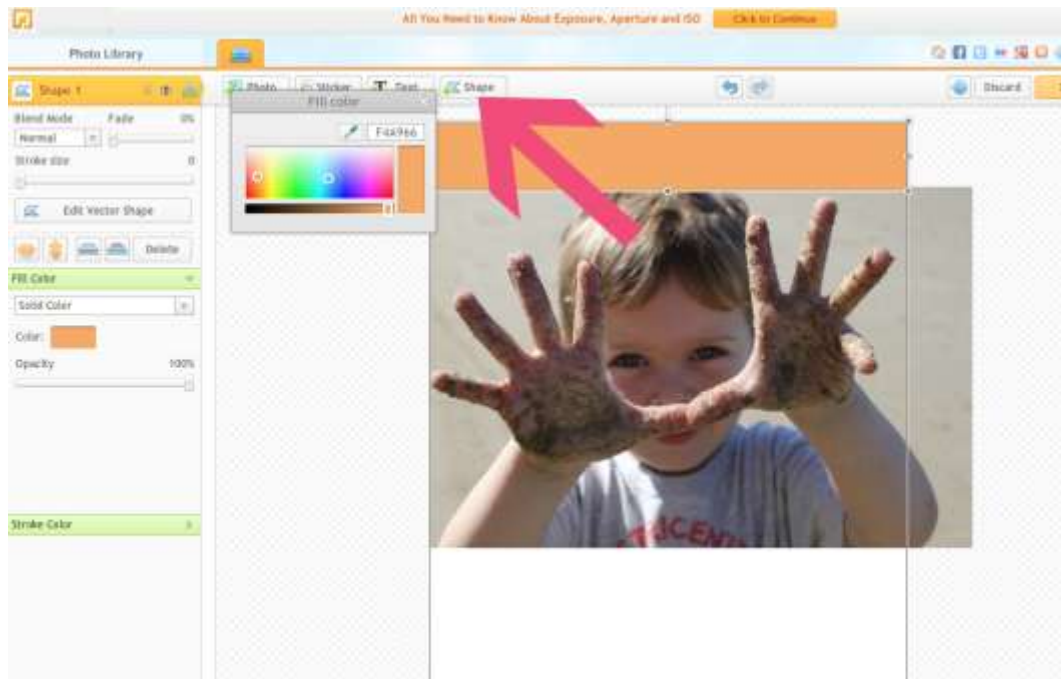 All You Need to Know About Exposure, Aperture and ISO
Click to Continue
Photo Library
Shape 1
Photo
Sticker
Text
Shape
Discard
Fill color
F4A966
Blend Mode
Fade
0%
Normal
Stroke size
0
Edit Vector Shape
Delete
Fill Color
Solid Color
Color:
Opacity
100%
Stroke Color